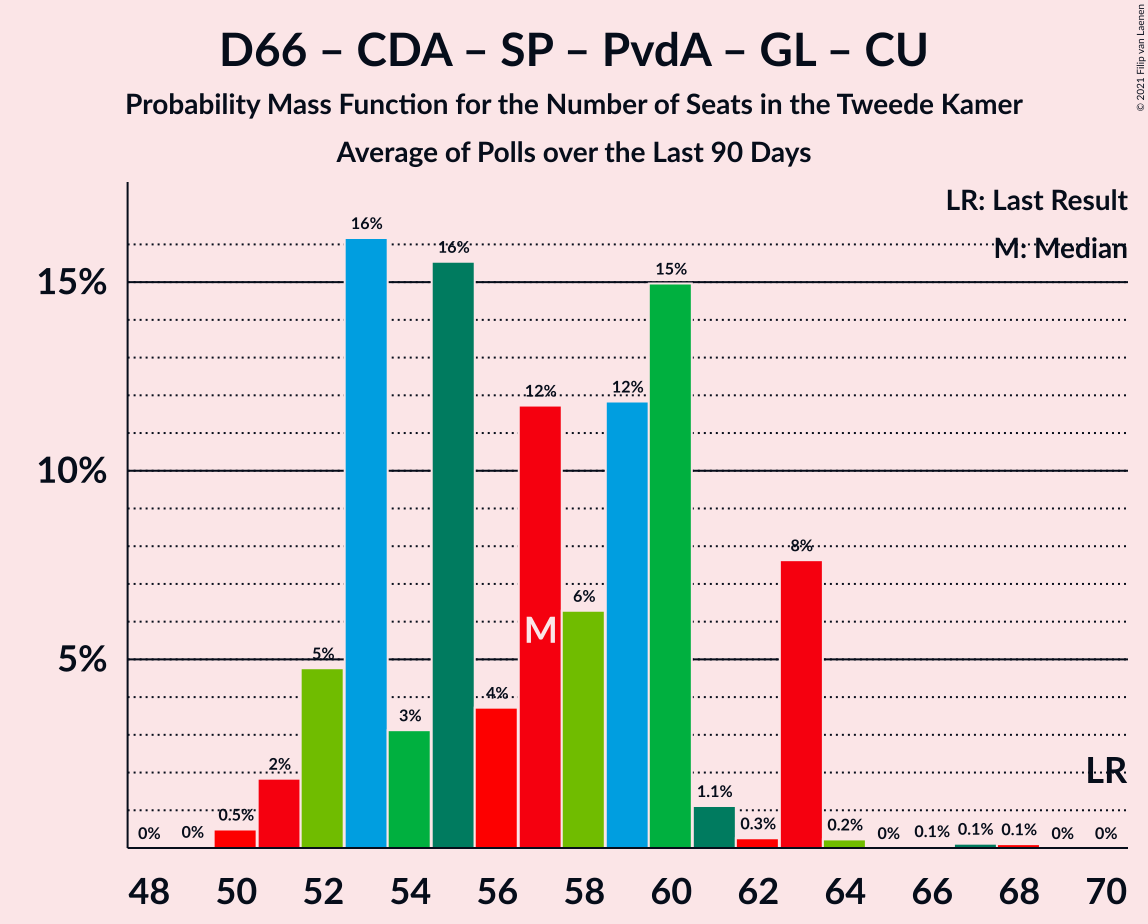 D66 – CDA – SP – PvdA – GL – CU
Probability Mass Function for the Number of Seats in the Tweede Kamer
Average of Polls over the Last 90 Days
© 2021 Filip van Laenen
LR: Last Result
M: Median
15%
10%
5%
0%
0%
0.5%
2%
5%
16%
3%
16%
4%
12%
6%
12%
15%
1.1%
0.3%
8%
0.2%
0%
0.1%
0.1%
0.1%
0%
0%
M
LR
48 50 52 54 56 58 60 62 64 66 68 70